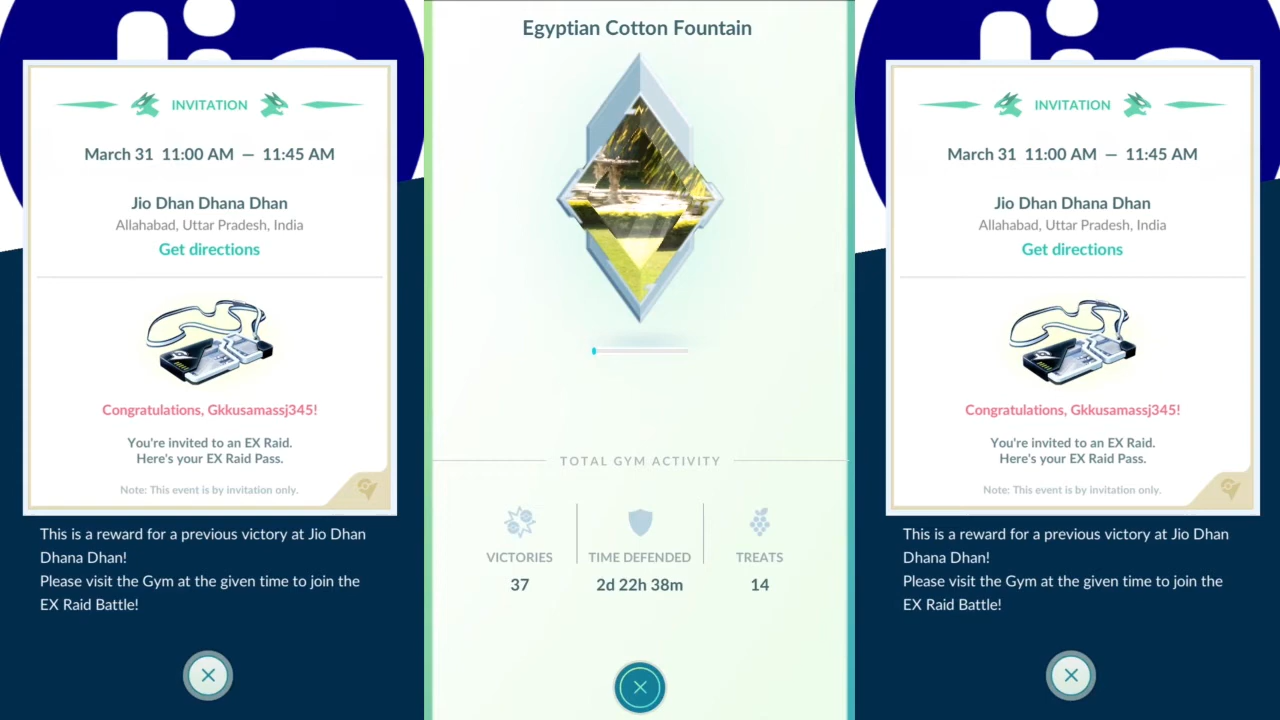 INVITATION
March 31 11:00 AM — 11:45 AM
Jio Dhan Dhana Dhan
Allahabad, Uttar Pradesh, India
Get directions
Congratulations, Gkkusamassj345!
You're invited to an EX Raid.
Here's your EX Raid Pass.
Note: This event is by invitation only.
This is a reward for a previous victory at Jio Dhan
Dhana Dhan!
Please visit the Gym at the given time to join the
EX Raid Battle!
Egyptian Cotton Fountain
TOTAL GYM ACTIVITY
VICTORIES
37
TIME DEFENDED
2d 22h 38m
TREATS
14
INVITATION
March 31 11:00 AM — 11:45 AM
Jio Dhan Dhana Dhan
Allahabad, Uttar Pradesh, India
Get directions
Congratulations, Gkkusamassj345!
You're invited to an EX Raid.
Here's your EX Raid Pass.
Note: This event is by invitation only.
This is a reward for a previous victory at Jio Dhan
Dhana Dhan!
Please visit the Gym at the given time to join the
EX Raid Battle!